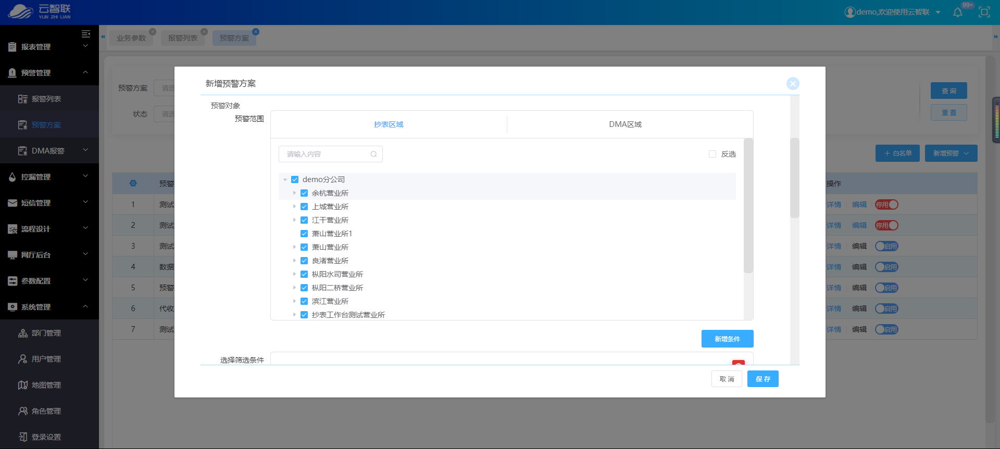 云智联
YUN ZHI LIAN
demo,欢迎使用云智联
99+
报表管理
预警管理
报警列表
预警方案
DMA报警
控漏管理
短信管理
流程设计
网厅后台
参数配置
系统管理
部门管理
用户管理
地图管理
角色管理
登录设置
业务参数
报警列表
预警方案
预警方案
请选
状态
请选
查 询
重 置
+ 白名单
新增预警
预警
操作
1
测试
详情
编辑
停用
2
测试
详情
编辑
停用
3
测试
详情
编辑
启用
4
数据
详情
编辑
启用
5
预警
详情
编辑
启用
6
代收
详情
编辑
启用
7
测试
详情
编辑
启用
新增预警方案
预警对象
预警范围
抄表区域
DMA区域
请输入内容
反选
demo分公司
余杭营业所
上城营业所
江干营业所
萧山营业所1
萧山营业所
良渚营业所
枞阳水司营业所
枞阳二桥营业所
滨江营业所
抄表工作台测试营业所
新增条件
选择筛选条件
取 消
保 存